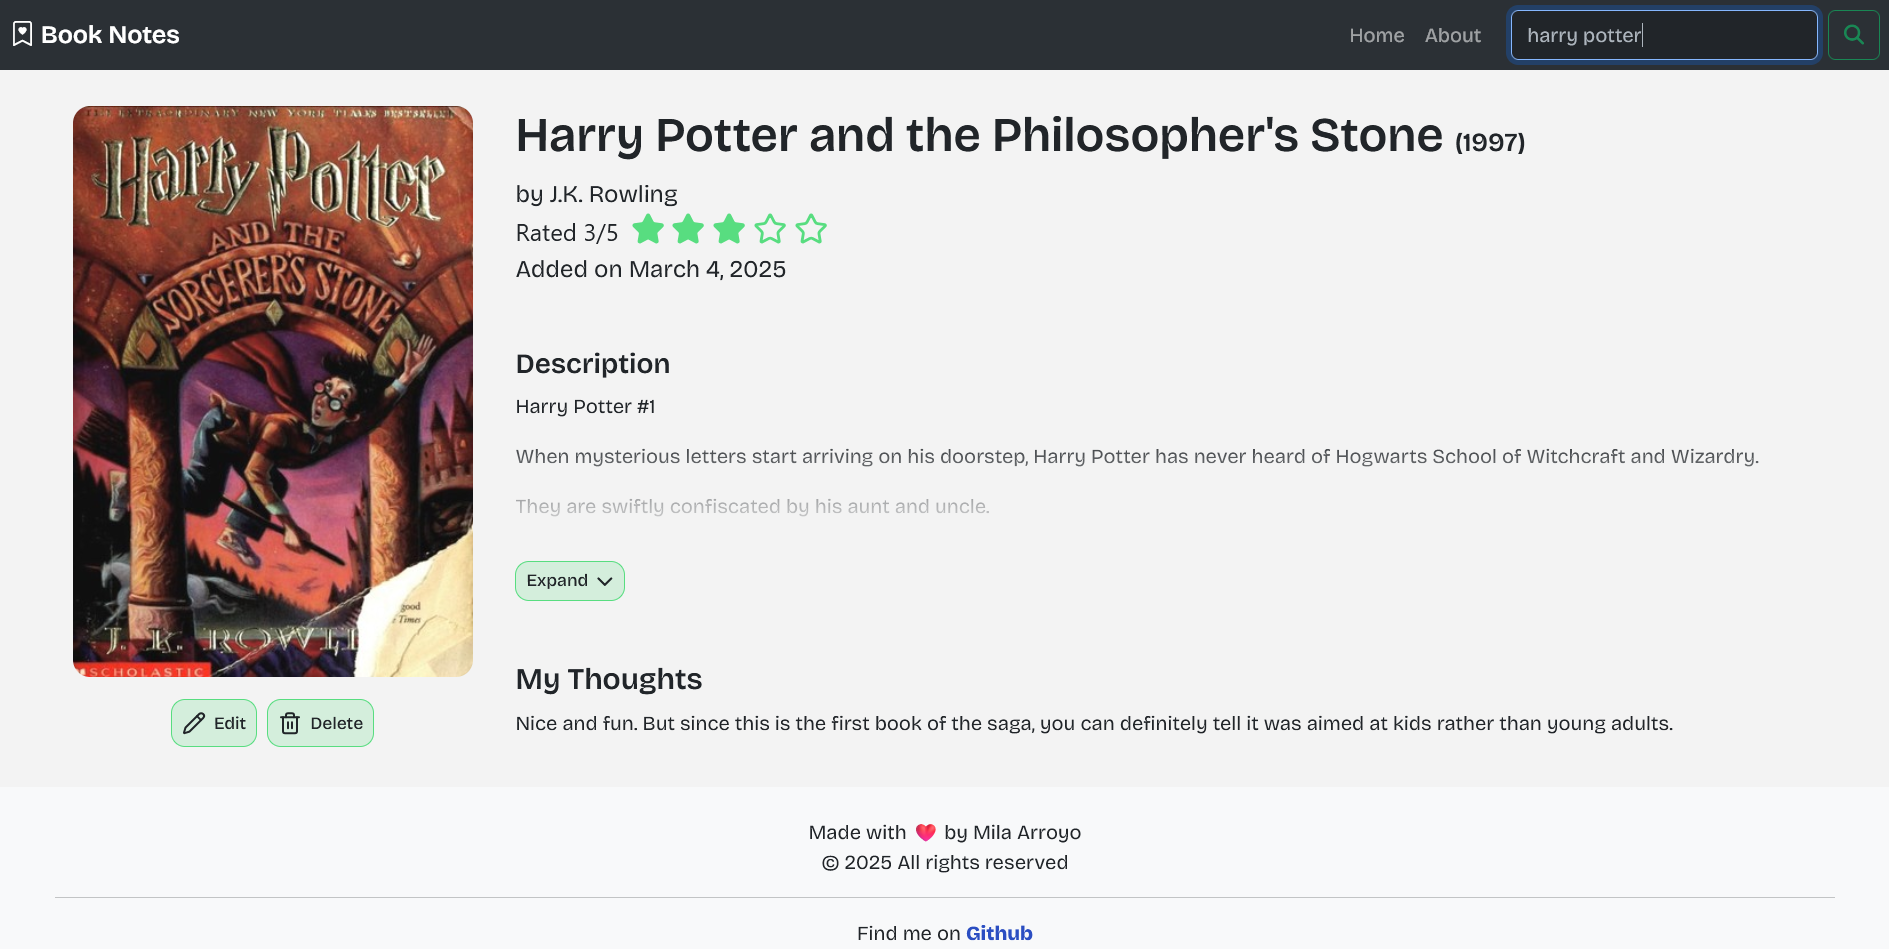 Book Notes
Home About harry potter
THE EXTRAORDINARY NEW YORK TIMES BESTSELLER
Harry Potter
AND THE
SORCERER'S STONE
good
Times
J. K. ROWLI
SCHOLASTIC
Edit Delete
Harry Potter and the Philosopher's Stone (1997)
by J.K. Rowling
Rated 3/5
Added on March 4, 2025
Description
Harry Potter #1
When mysterious letters start arriving on his doorstep, Harry Potter has never heard of Hogwarts School of Witchcraft and Wizardry.
They are swiftly confiscated by his aunt and uncle.
Expand
My Thoughts
Nice and fun. But since this is the first book of the saga, you can definitely tell it was aimed at kids rather than young adults.
Made with ❤️ by Mila Arroyo
© 2025 All rights reserved
Find me on Github